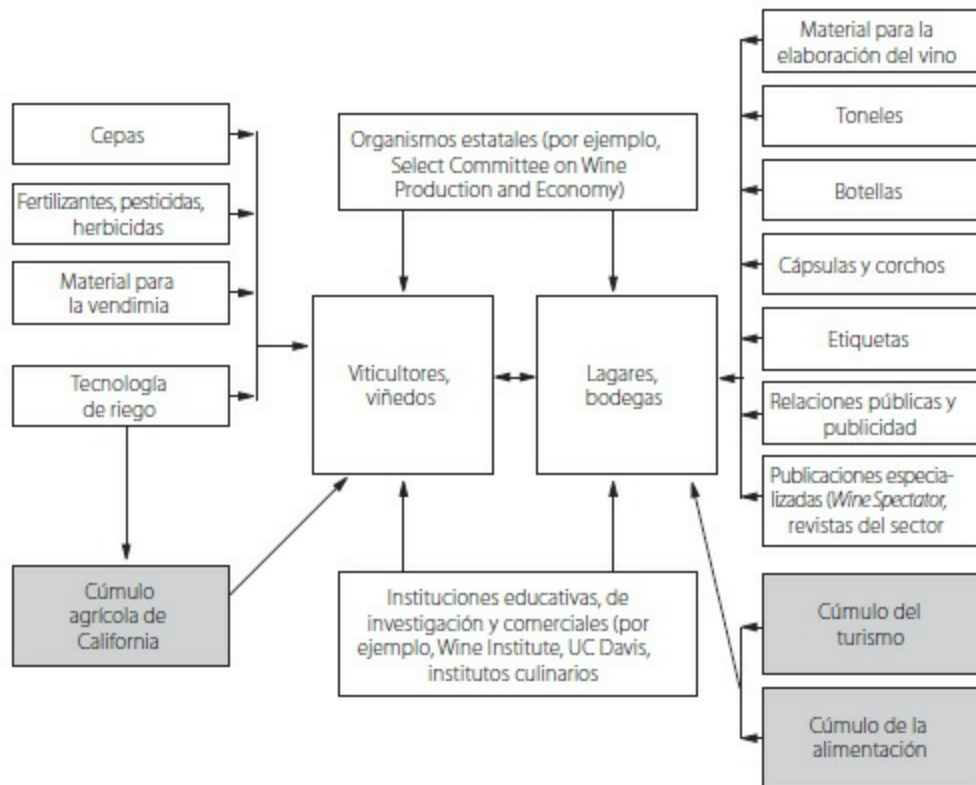 Material para la
elaboración del vino
Cepas
Organismos estatales (por ejemplo,
Select Committee on Wine
Production and Economy)
Toneles
Fertilizantes, pesticidas,
herbicidas
Botellas
Material para
la vendimia
Cápsulas y corchos
Viticultores,
viñedos
Lagares,
bodegas
Etiquetas
Tecnología
de riego
Relaciones públicas y
publicidad
Publicaciones especia-
lizadas (Wine Spectator,
revistas del sector
Cúmulo
agrícola de
California
Instituciones educativas, de
investigación y comerciales (por
ejemplo, Wine Institute, UC Davis,
institutos culinarios
Cúmulo del
turismo
Cúmulo de la
alimentación